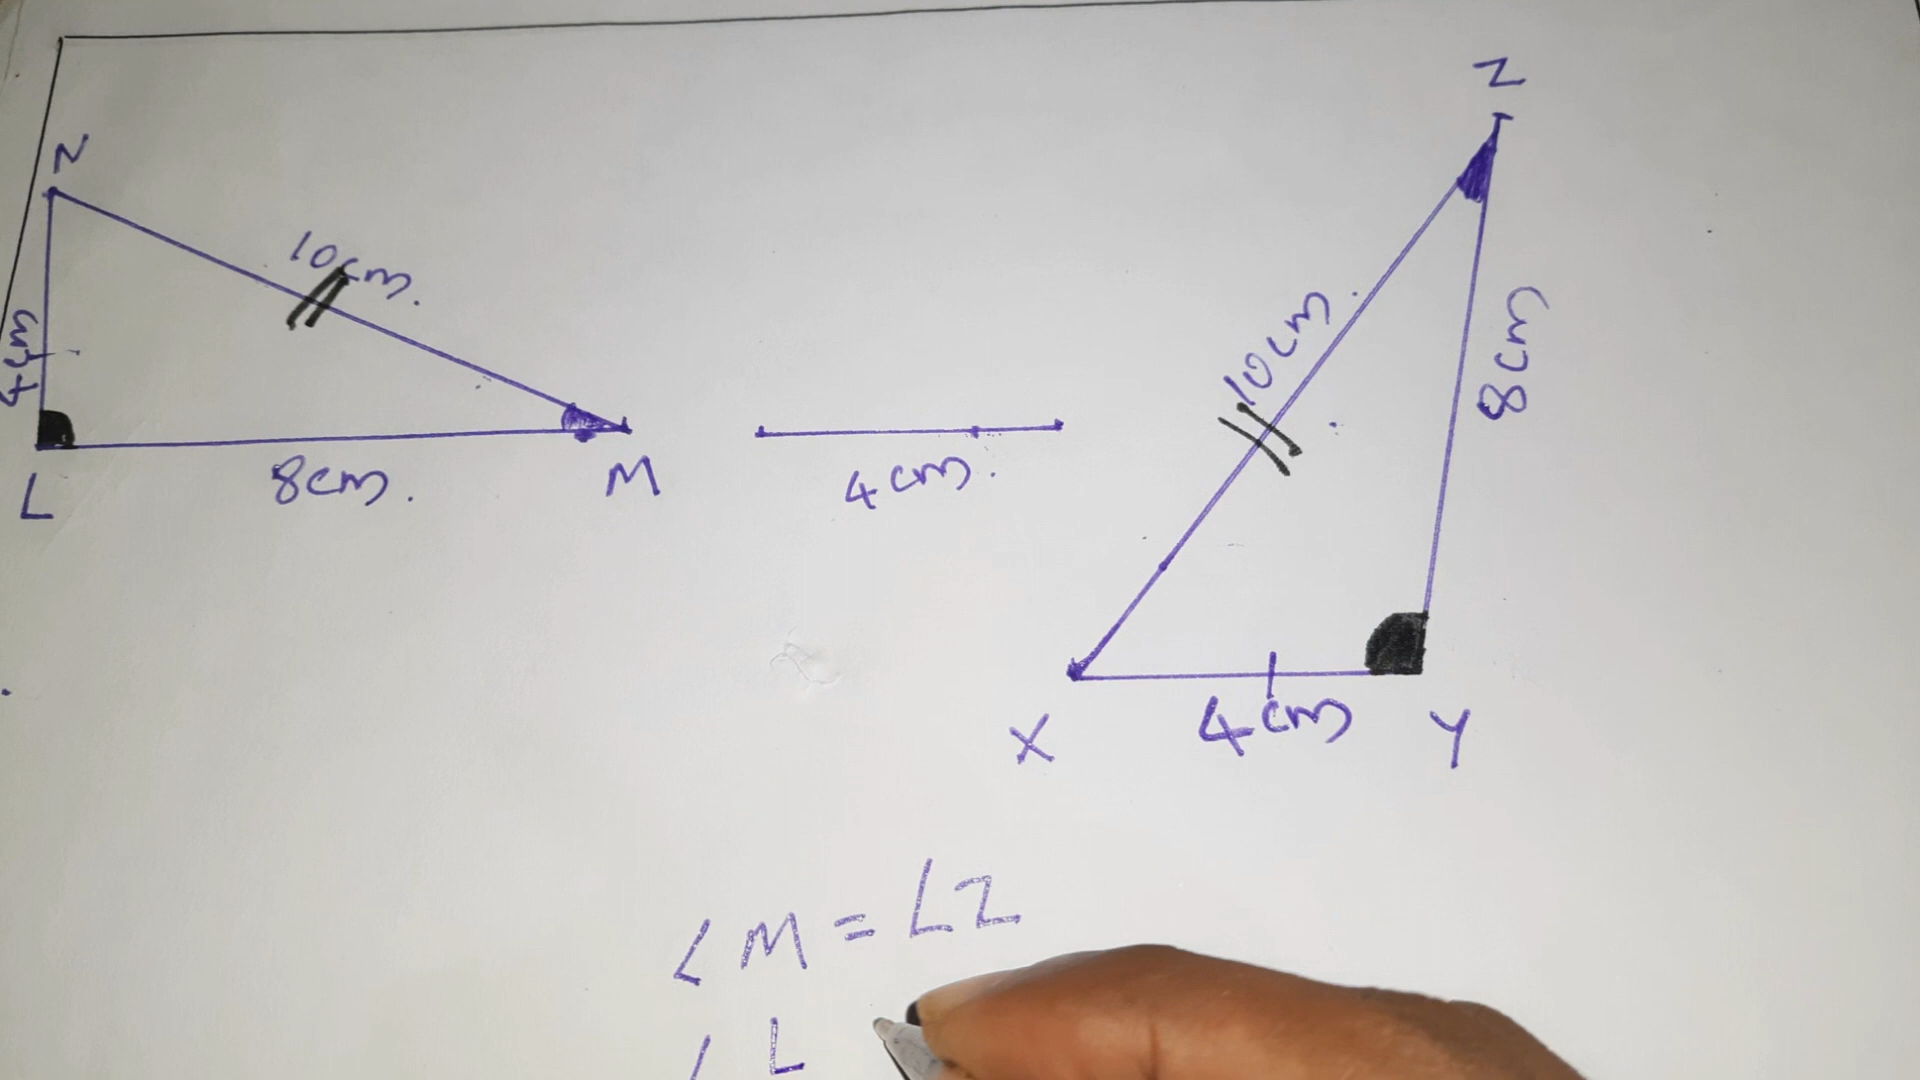 N
Z
10cm.
4cm
8cm.
L
M
4cm.
10cm
8cm
X
4cm
Y
∠M = ∠Z
∠L